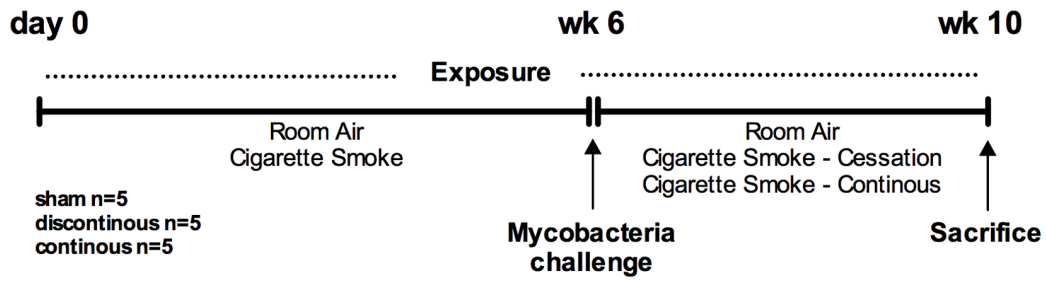 day 0
wk 6
wk 10
Exposure
Room Air
Cigarette Smoke
Room Air
Cigarette Smoke - Cessation
Cigarette Smoke - Continous
sham n=5
discontinous n=5
continous n=5
Mycobacteria
challenge
Sacrifice